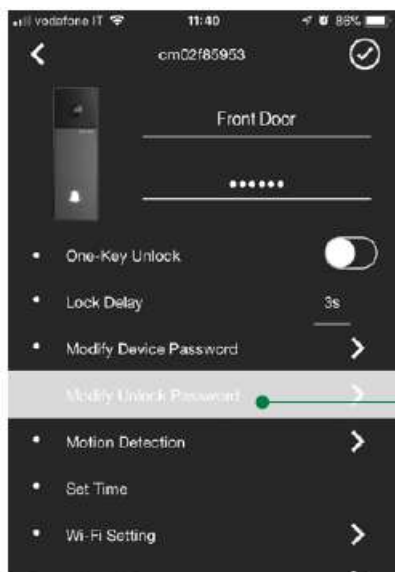 vodafone IT 11:40 86%
cm02f85953
Front Door
••••••
• One-Key Unlock
• Lock Delay 3s
• Modify Device Password
Modify Unlock Password
• Motion Detection
• Set Time
• Wi-Fi Setting